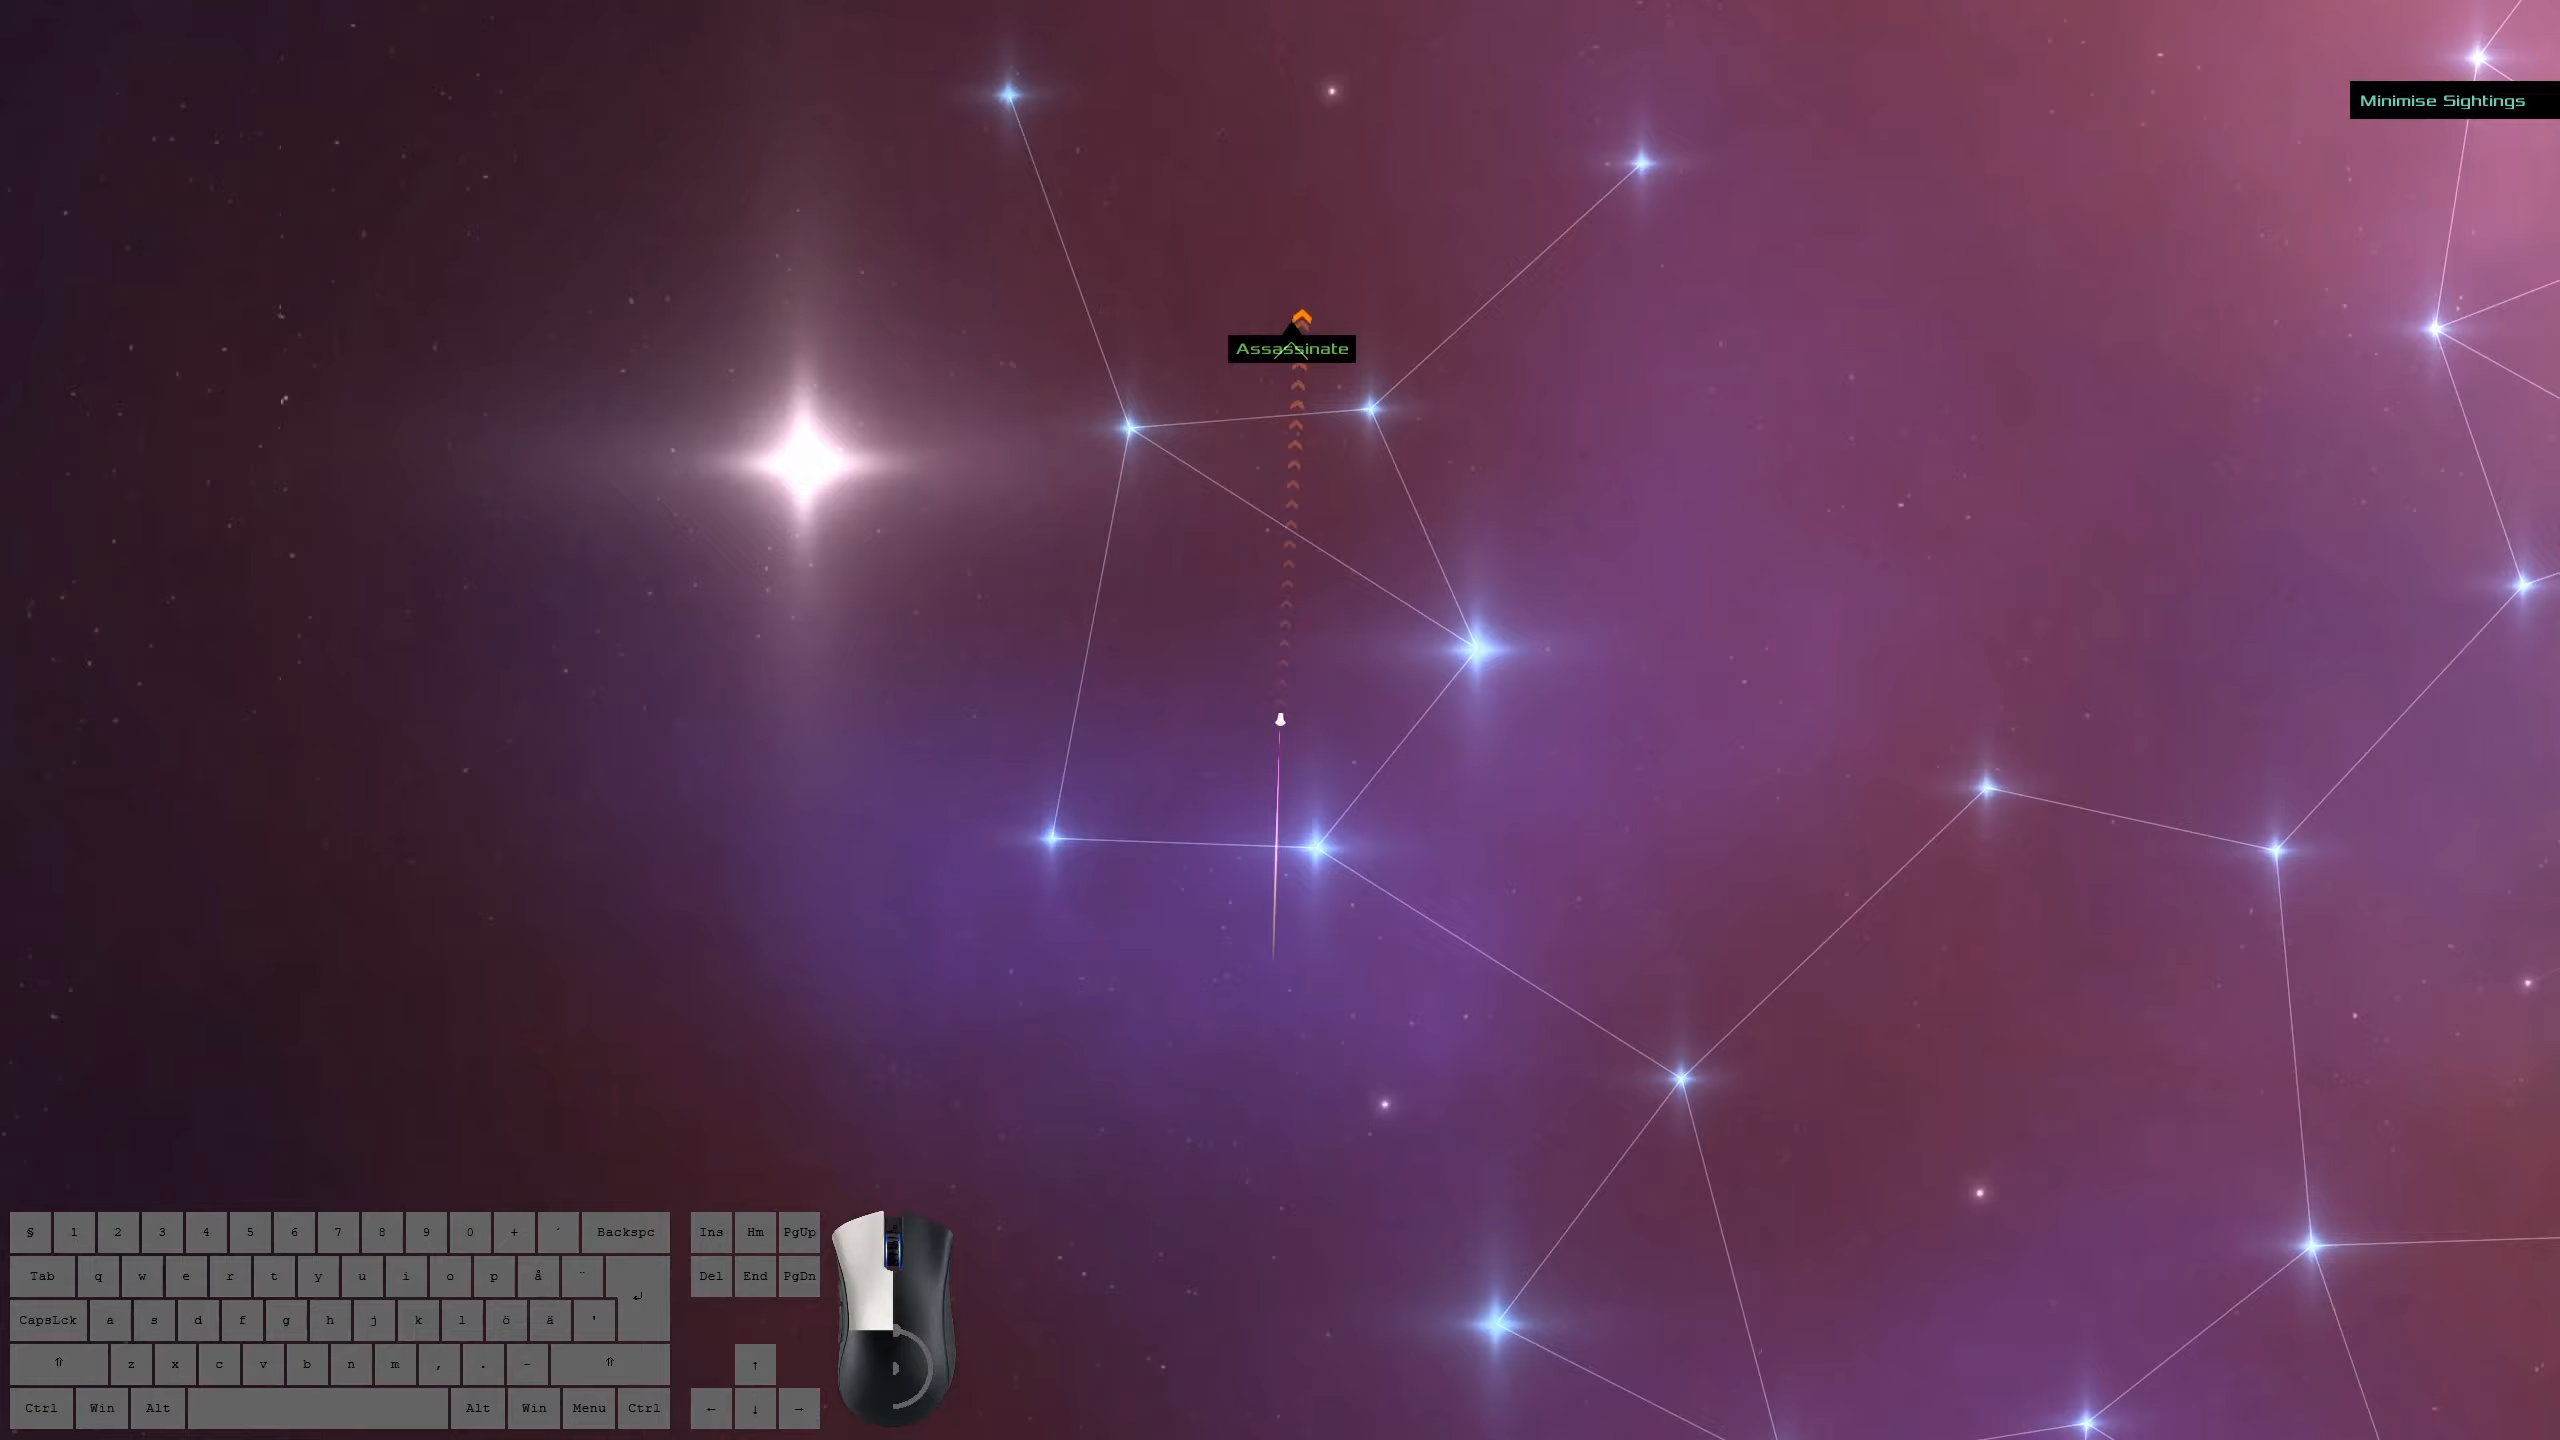 Minimise Sightings
Assassinate
§ 1 2 3 4 5 6 7 8 9 0 + ´ Backspc Ins Hm PgUp
Tab q w e r t y u i o p å ¨ ↵ Del End PgDn
CapsLck a s d f g h j k l ö ä '
⇧ z x c v b n m , . - ⇧ ↑
Ctrl Win Alt Alt Win Menu Ctrl ← ↓ →